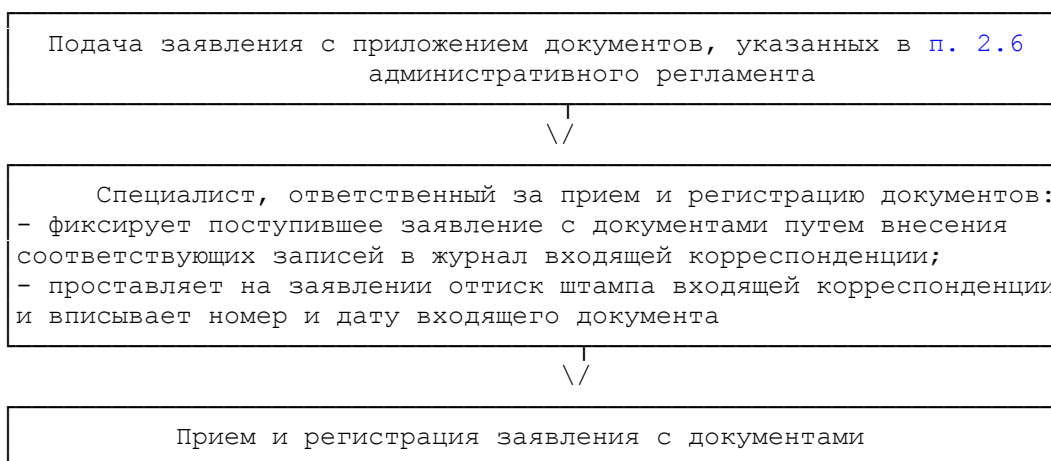 Подача заявления с приложением документов, указанных в п. 2.6
административного регламента
\/
Специалист, ответственный за прием и регистрацию документов:
- фиксирует поступившее заявление с документами путем внесения
соответствующих записей в журнал входящей корреспонденции;
- проставляет на заявлении оттиск штампа входящей корреспонденции
и вписывает номер и дату входящего документа
\/
Прием и регистрация заявления с документами